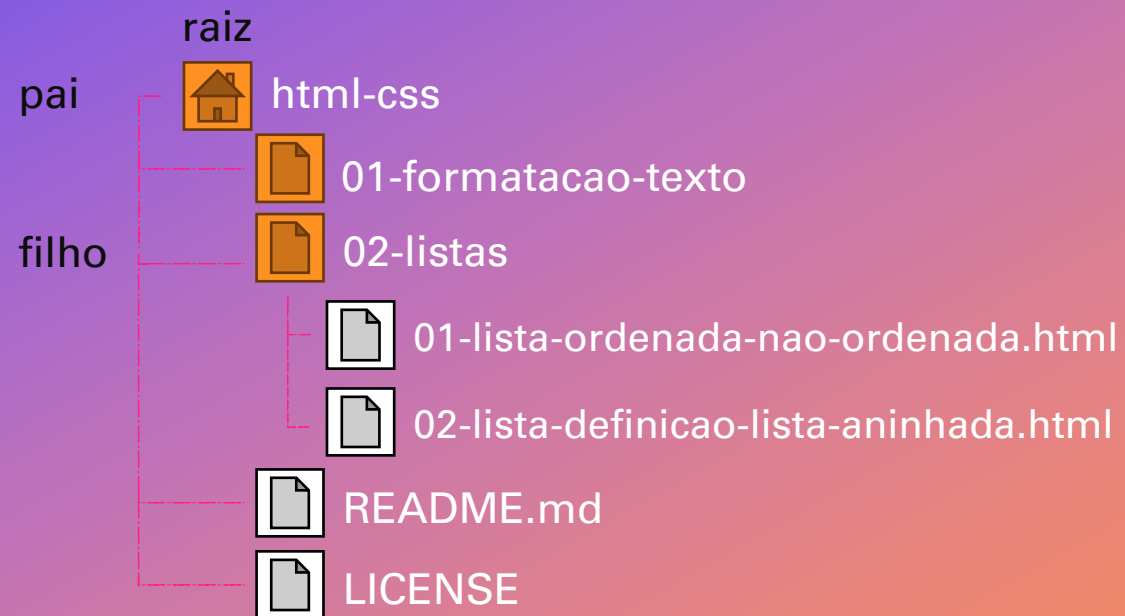 raiz
pai html-css
01-formatacao-texto
filho 02-listas
01-lista-ordenada-nao-ordenada.html
02-lista-definicao-lista-aninhada.html
README.md
LICENSE